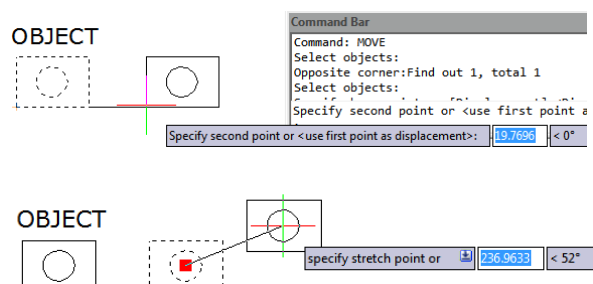 Command Bar
OBJECT
Command: MOVE
Select objects:
Opposite corner:Find out 1, total 1
Select objects:
Specify second point or <use first point a
Specify second point or <use first point as displacement>: 19.7696 < 0°
OBJECT
specify stretch point or 236.9633 < 52°